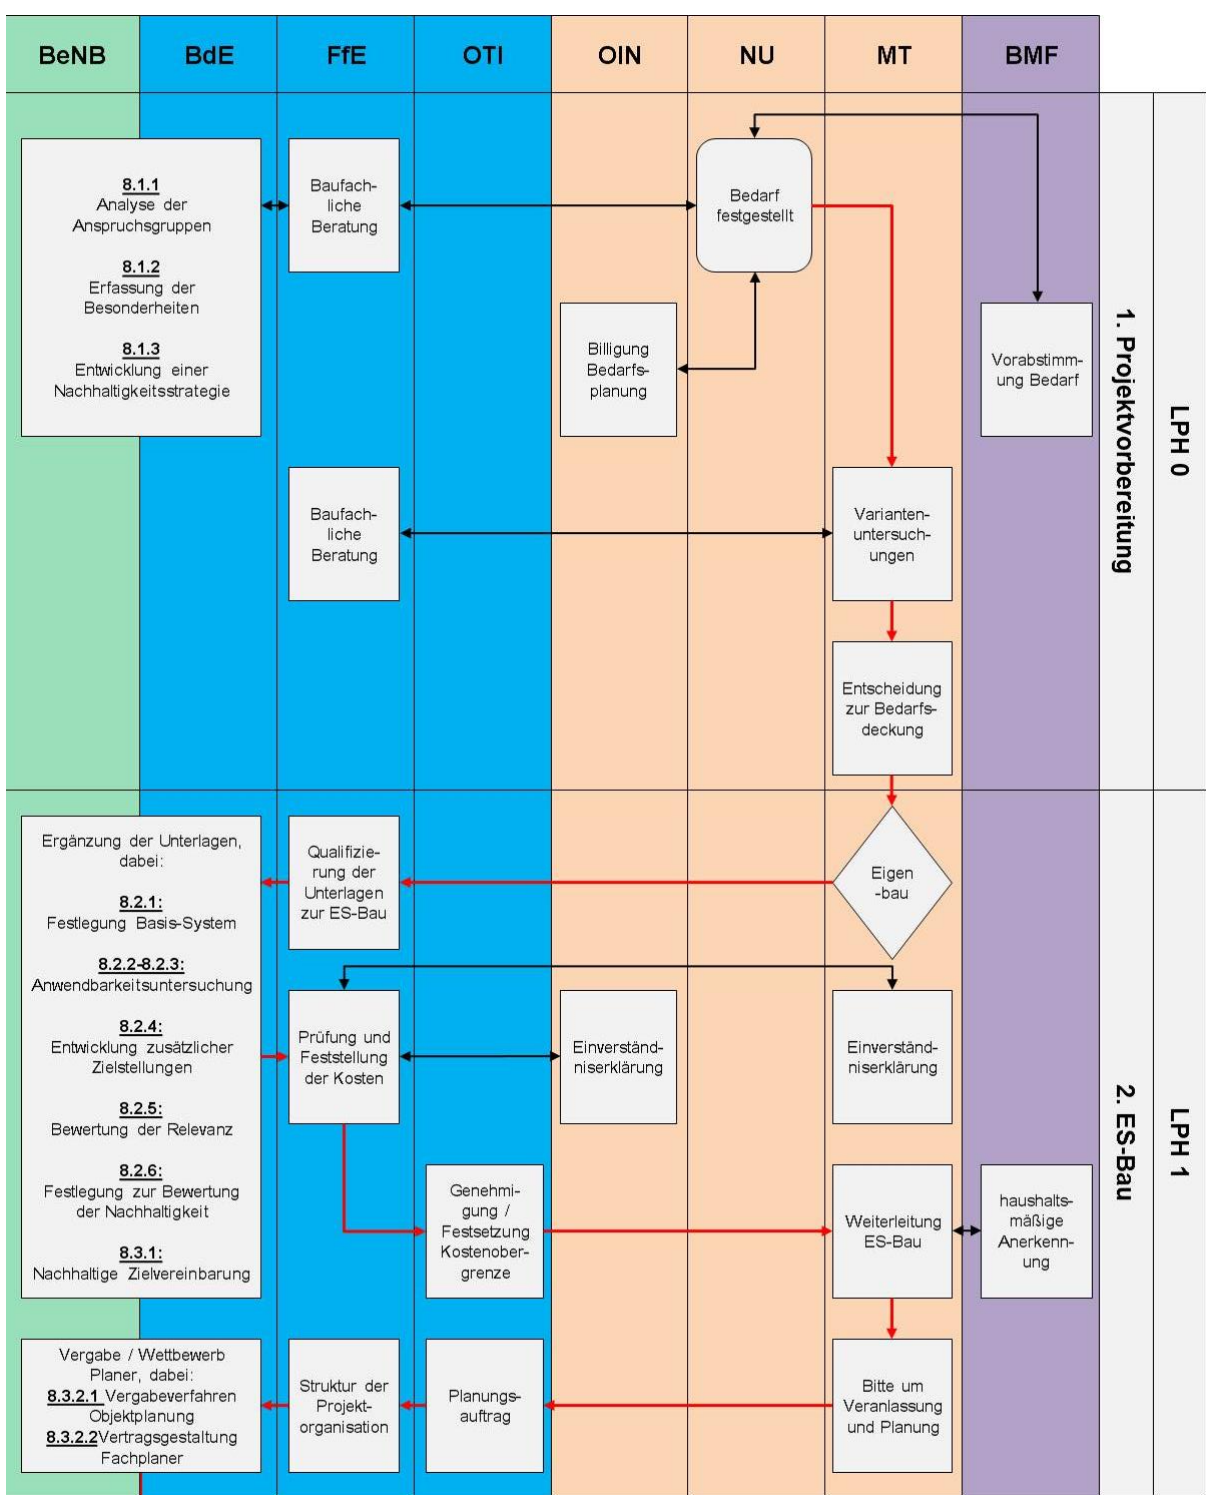 BeNB
BdE
FfE
OTI
OIN
NU
MT
BMF
8.1.1
Analyse der
Anspruchsgruppen
8.1.2
Erfassung der
Besonderheiten
8.1.3
Entwicklung einer
Nachhaltigkeitsstrategie
Baufach-
liche
Beratung
Bedarf
festgestellt
Billigung
Bedarfs-
planung
Vorabstimm-
ung Bedarf
Baufach-
liche
Beratung
Varianten-
untersuch-
ungen
Entscheidung
zur Bedarfs-
deckung
1. Projektvorbereitung
LPH 0
Ergänzung der Unterlagen,
dabei:
8.2.1:
Festlegung Basis-System
8.2.2-8.2.3:
Anwendbarkeitsuntersuchung
8.2.4:
Entwicklung zusätzlicher
Zielstellungen
8.2.5:
Bewertung der Relevanz
8.2.6:
Festlegung zur Bewertung
der Nachhaltigkeit
8.3.1:
Nachhaltige Zielvereinbarung
Qualifizie-
rung der
Unterlagen
zur ES-Bau
Eigen
-bau
Prüfung und
Feststellung
der Kosten
Einverständ-
niserklärung
Einverständ-
niserklärung
Genehmi-
gung /
Festsetzung
Kostenober-
grenze
Weiterleitung
ES-Bau
haushalts-
mäßige
Anerkenn-
ung
Vergabe / Wettbewerb
Planer, dabei:
8.3.2.1 Vergabeverfahren
Objektplanung
8.3.2.2Vertragsgestaltung
Fachplaner
Struktur der
Projekt-
organisation
Planungs-
auftrag
Bitte um
Veranlassung
und Planung
2. ES-Bau
LPH 1